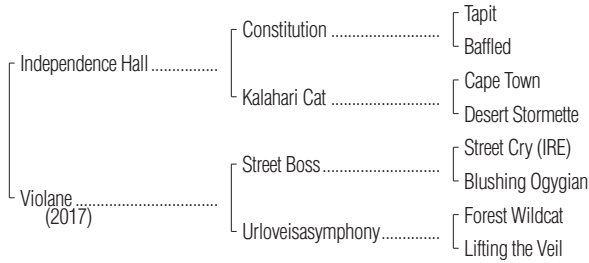 Tapit
Constitution
Baffled
Independence Hall
Cape Town
Kalahari Cat
Desert Stormette
Street Cry (IRE)
Street Boss
Blushing Ogygian
Violane
(2017)
Forest Wildcat
Urloveisasymphony
Lifting the Veil